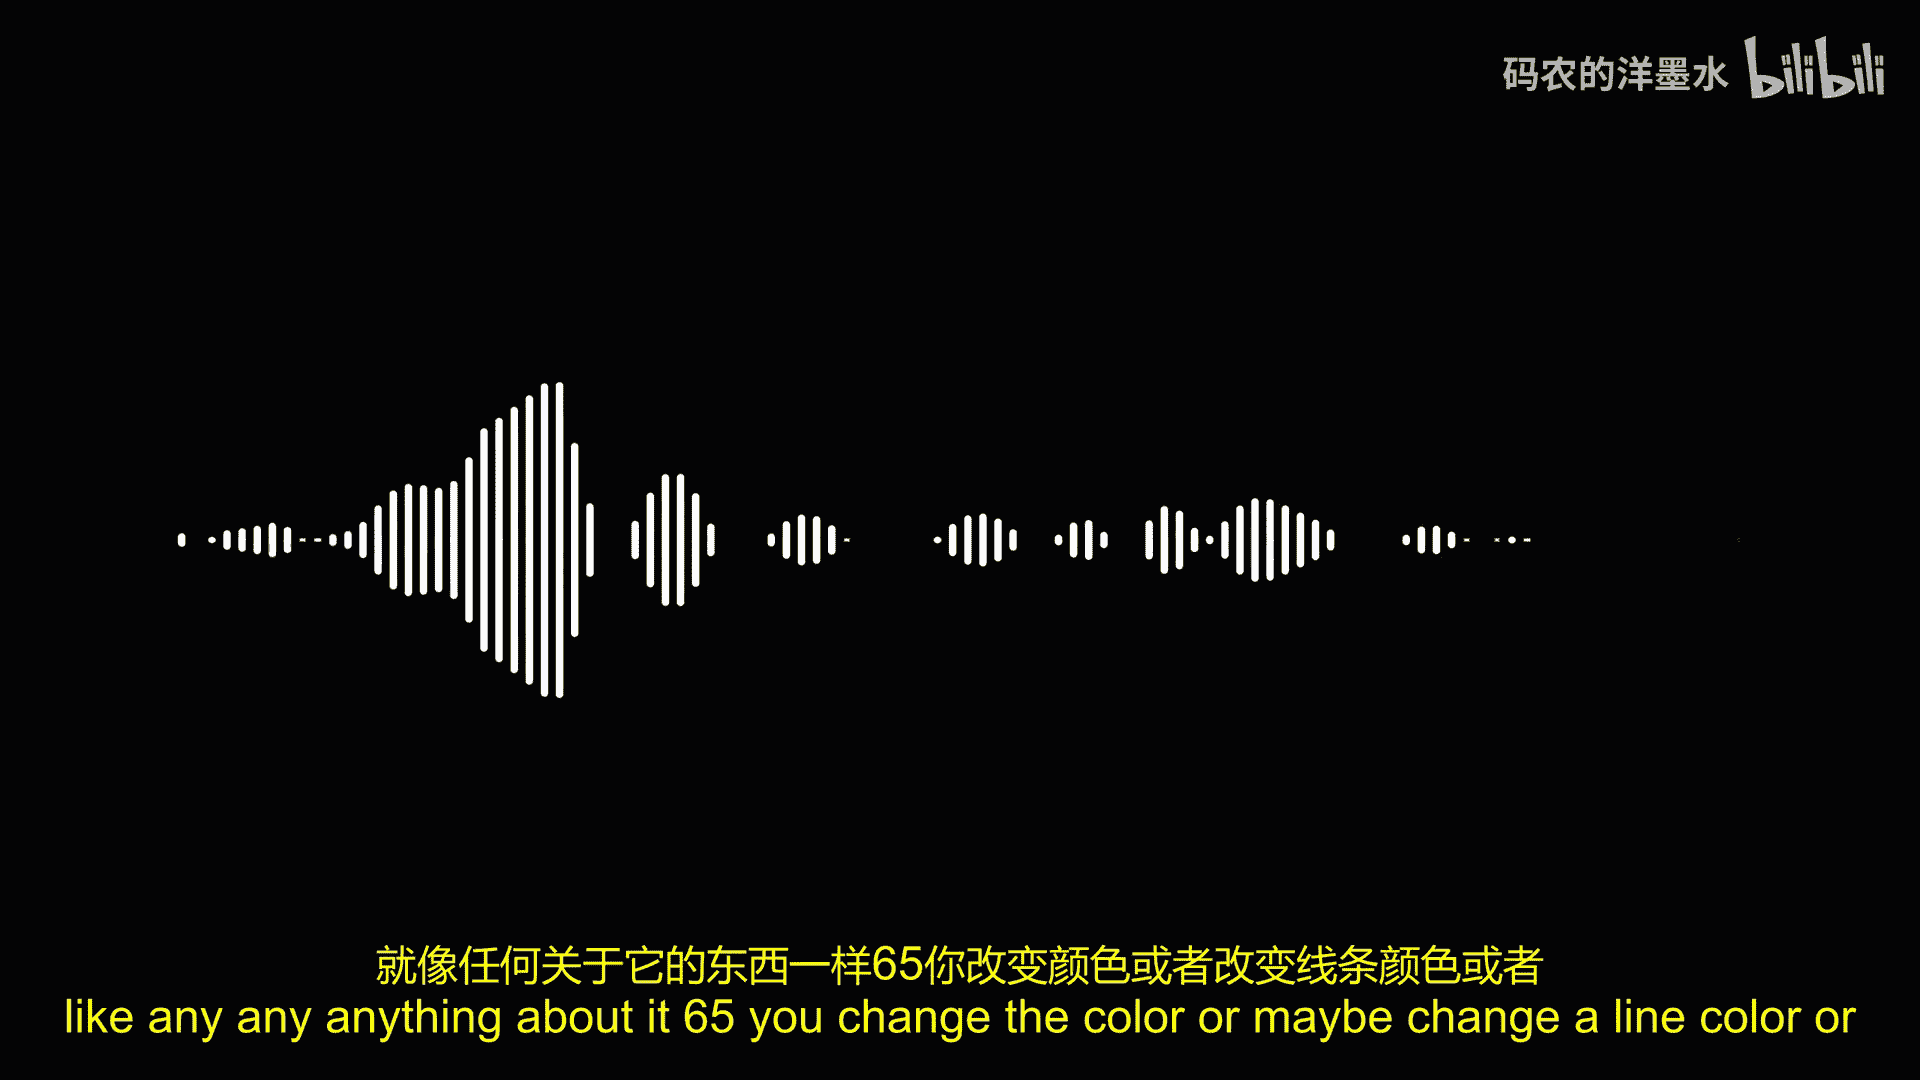 码农的洋墨水 bilibili
就像任何关于它的东西一样65你改变颜色或者改变线条颜色或者
like any any anything about it 65 you change the color or maybe change a line color or